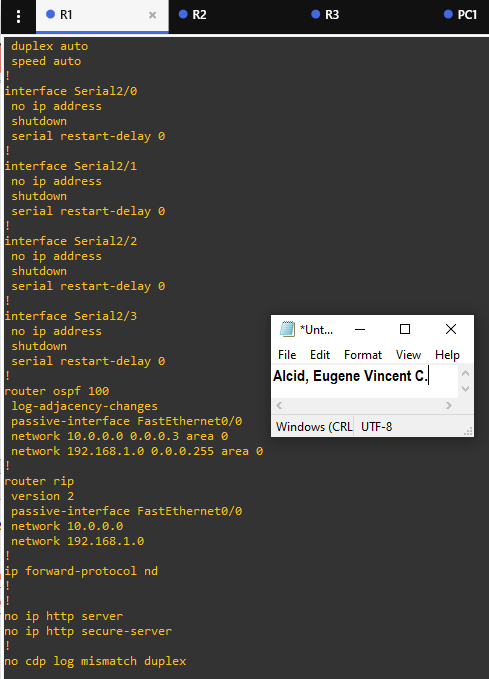 R1 × R2 R3 PC1
 duplex auto
 speed auto
!
interface Serial2/0
 no ip address
 shutdown
 serial restart-delay 0
!
interface Serial2/1
 no ip address
 shutdown
 serial restart-delay 0
!
interface Serial2/2
 no ip address
 shutdown
 serial restart-delay 0
!
interface Serial2/3
 no ip address
 shutdown
 serial restart-delay 0
!
router ospf 100
 log-adjacency-changes
 passive-interface FastEthernet0/0
 network 10.0.0.0 0.0.0.3 area 0
 network 192.168.1.0 0.0.0.255 area 0
!
router rip
 version 2
 passive-interface FastEthernet0/0
 network 10.0.0.0
 network 192.168.1.0
!
ip forward-protocol nd
!
!
no ip http server
no ip http secure-server
!
no cdp log mismatch duplex
*Unt...
File Edit Format View Help
Alcid, Eugene Vincent C.
Windows (CRL UTF-8